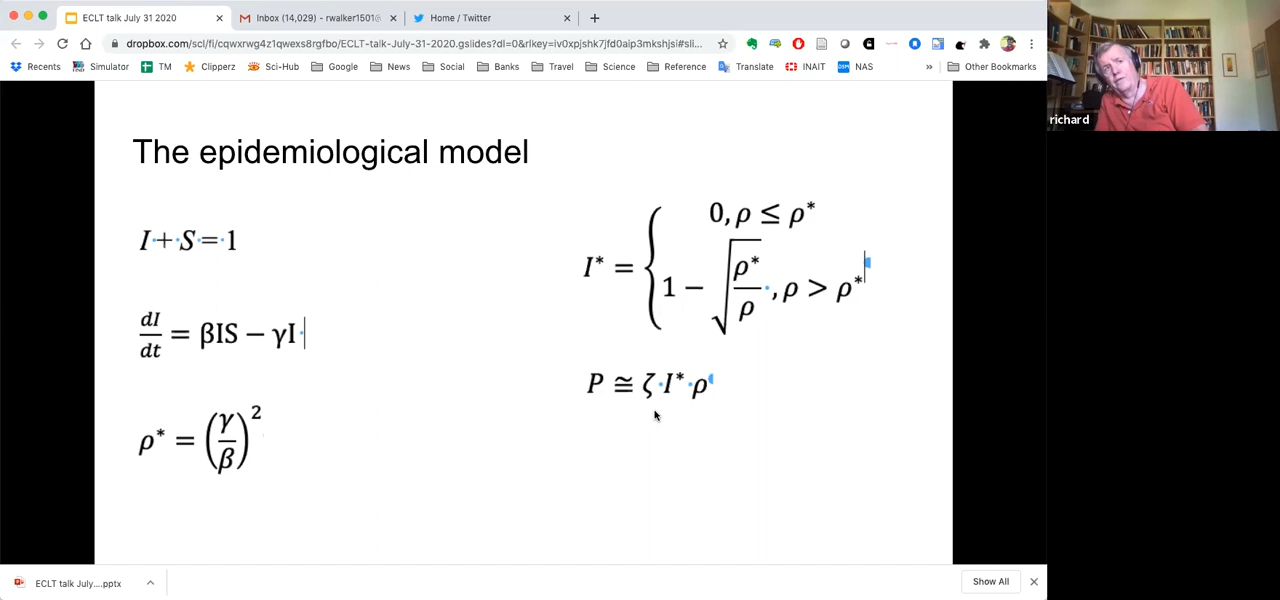 ECLT talk July 31 2020
Inbox (14,029) - rwalker1501@
Home / Twitter
dropbox.com/scl/fi/cqwxrwg4z1qwexs8rgfbo/ECLT-talk-July-31-2020.gslides?dl=0&rlkey=iv0xpjshk7jfd0aip3mkshjsi#sli...
Recents Simulator TM Clipperz Sci-Hub Google News Social Banks Travel Science Reference Translate INAIT NAS » Other Bookmarks
richard
The epidemiological model
I + S = 1
dI/dt = βIS − γI
ρ* = (γ/β)²
I* = { 0, ρ ≤ ρ*
1 − √(ρ*/ρ) , ρ > ρ*
P ≅ ζ · I* · ρ
ECLT talk July....pptx
Show All